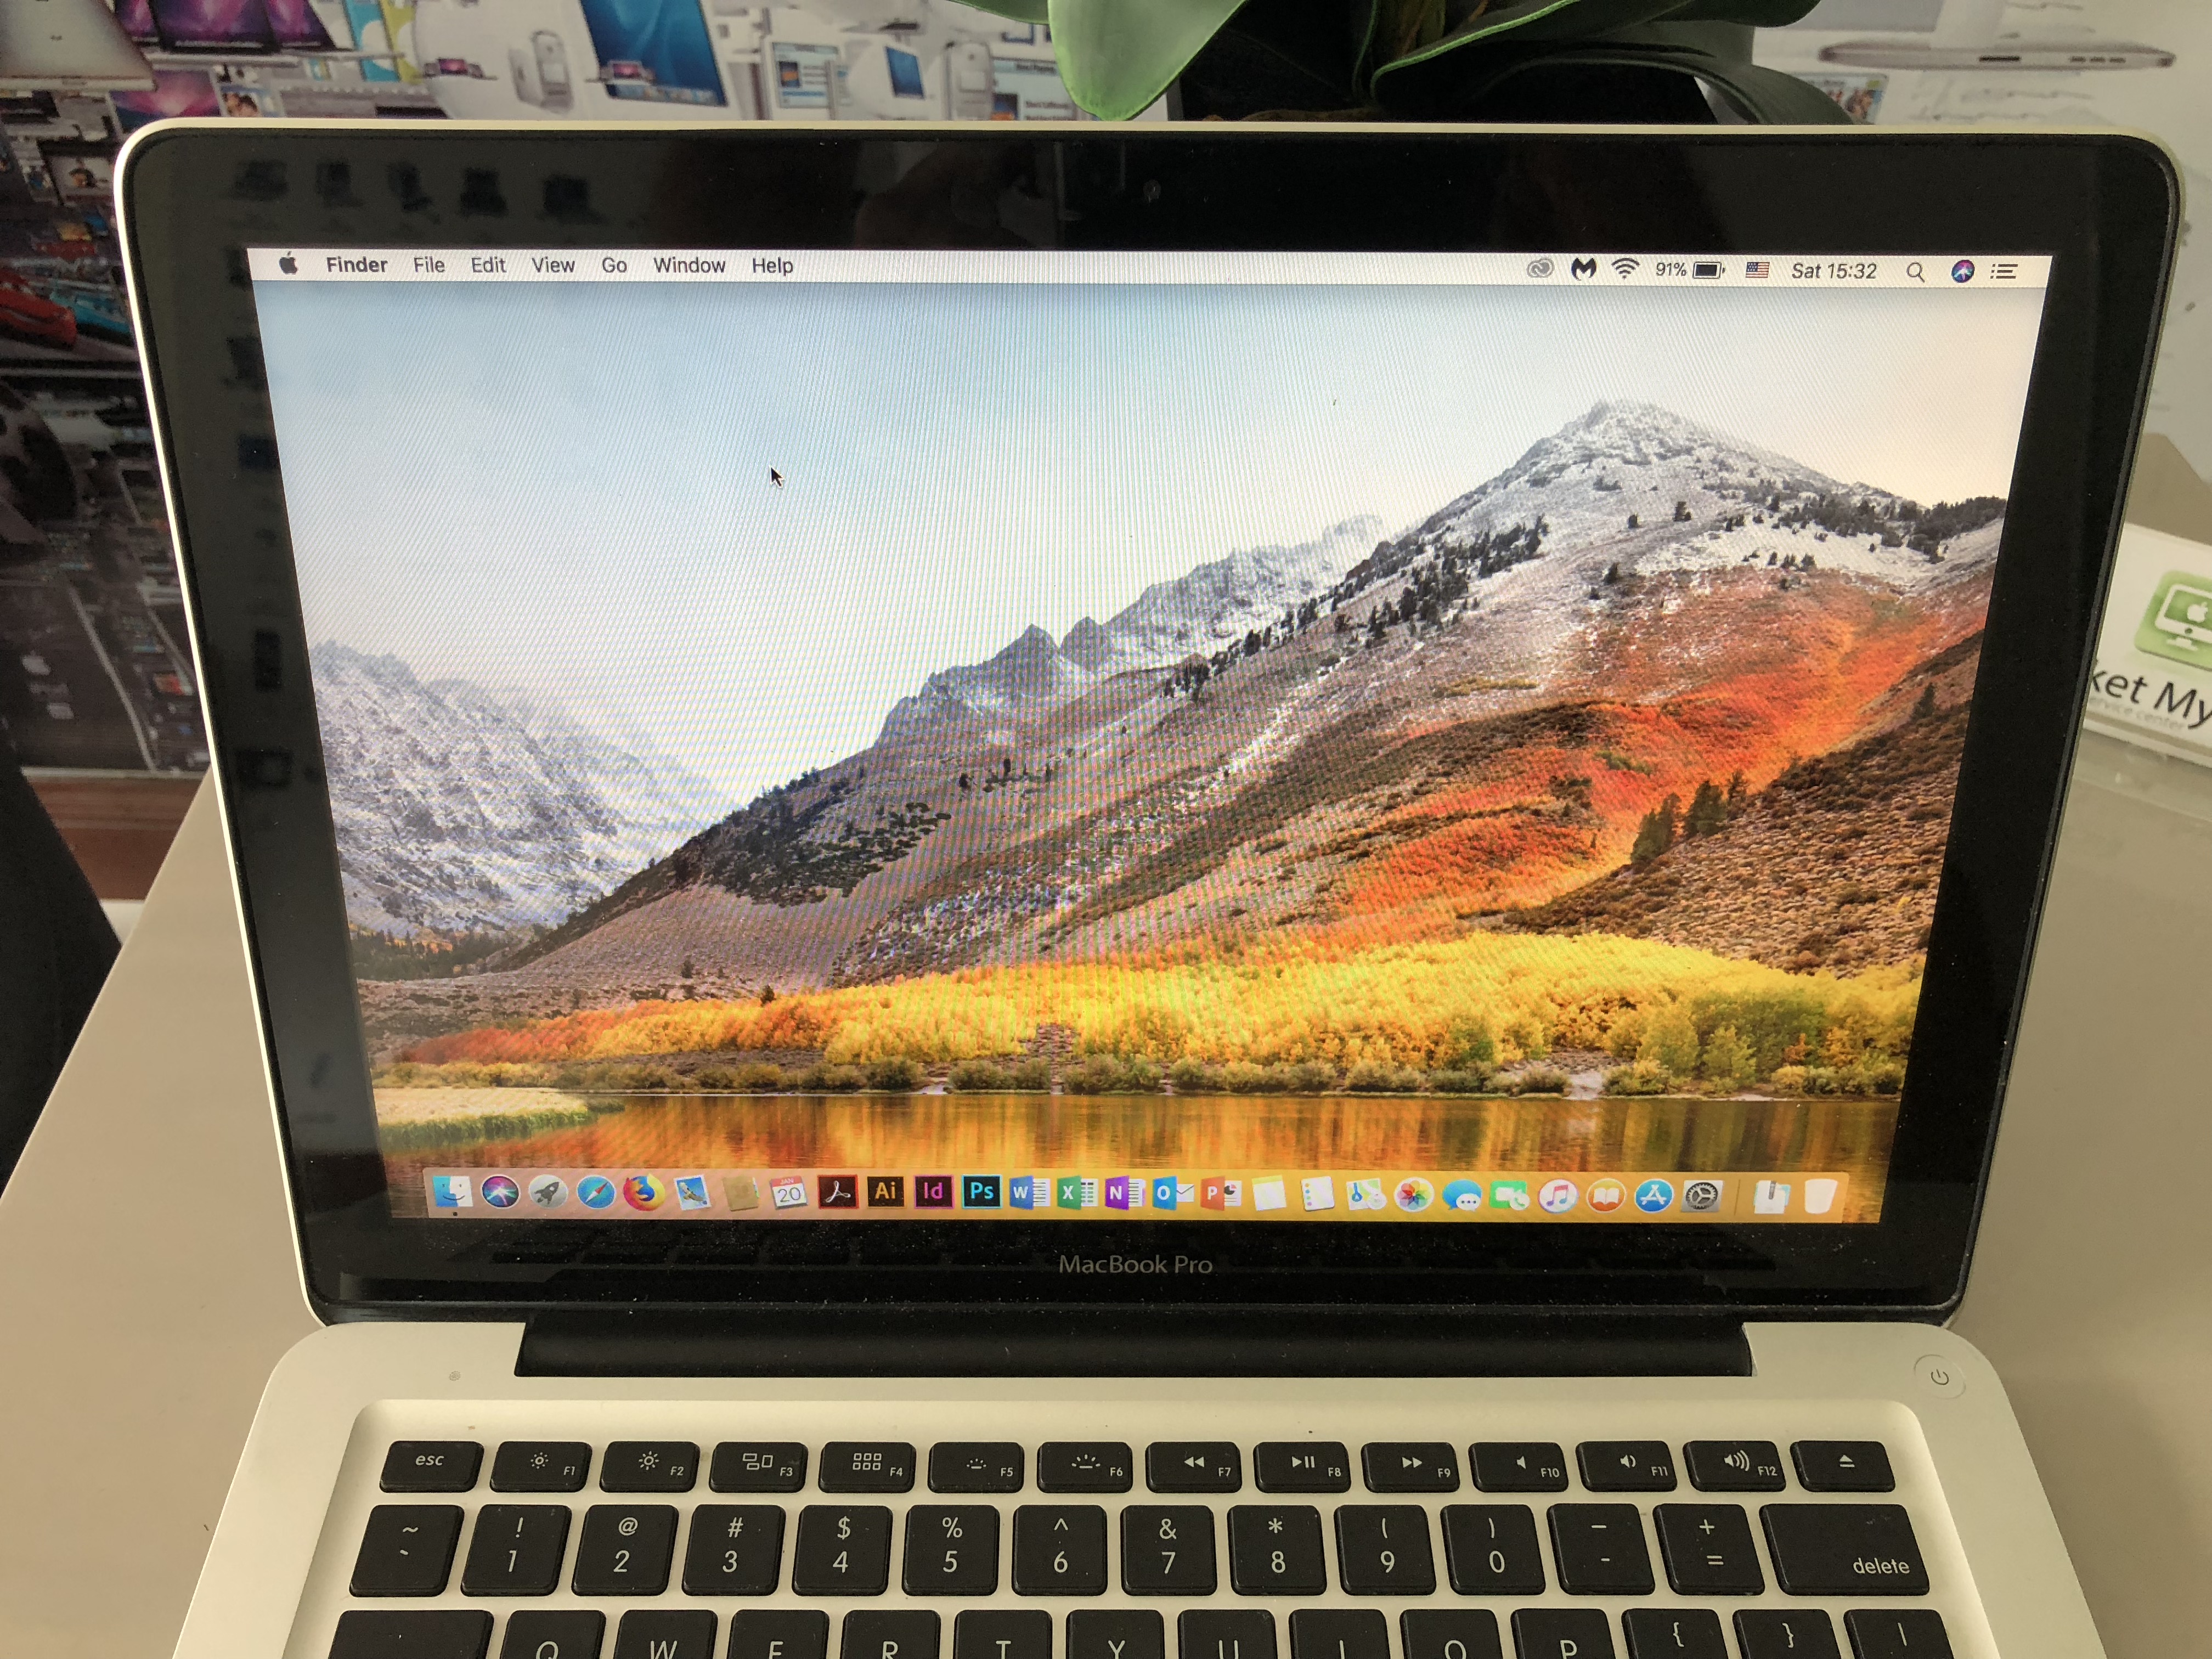 Finder File Edit View Go Window Help 91% Sat 15:32
ket My
service center
JAN
20
Ai Id Ps W X N O P
MacBook Pro
esc F1 F2 F3 F4 F5 F6 F7 F8 F9 F10 F11 F12
~ ! @ # $ % ^ & * ( ) — +
` 1 2 3 4 5 6 7 8 9 0 - = delete
Q W E R T Y U I O P { } |